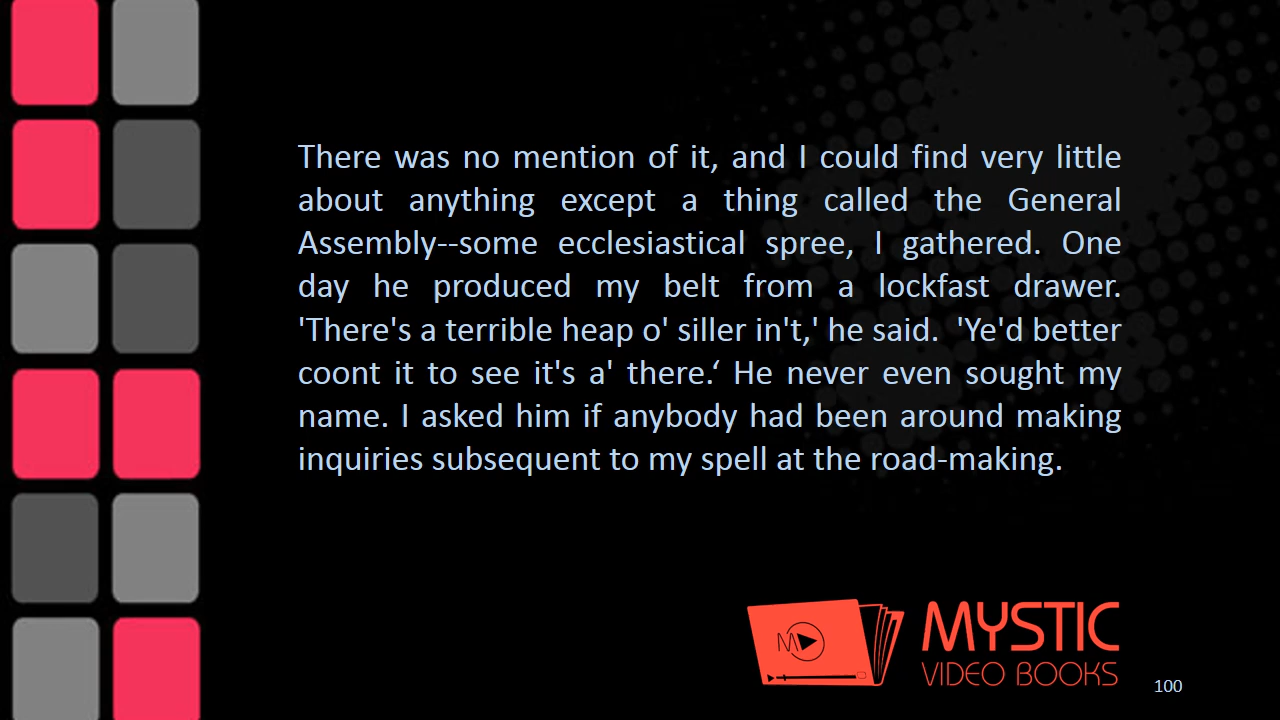 There was no mention of it, and I could find very little
about anything except a thing called the General
Assembly--some ecclesiastical spree, I gathered. One
day he produced my belt from a lockfast drawer.
'There's a terrible heap o' siller in't,' he said.  'Ye'd better
coont it to see it's a' there.‘ He never even sought my
name. I asked him if anybody had been around making
inquiries subsequent to my spell at the road-making.
M
MYSTIC
VIDEO BOOKS
100